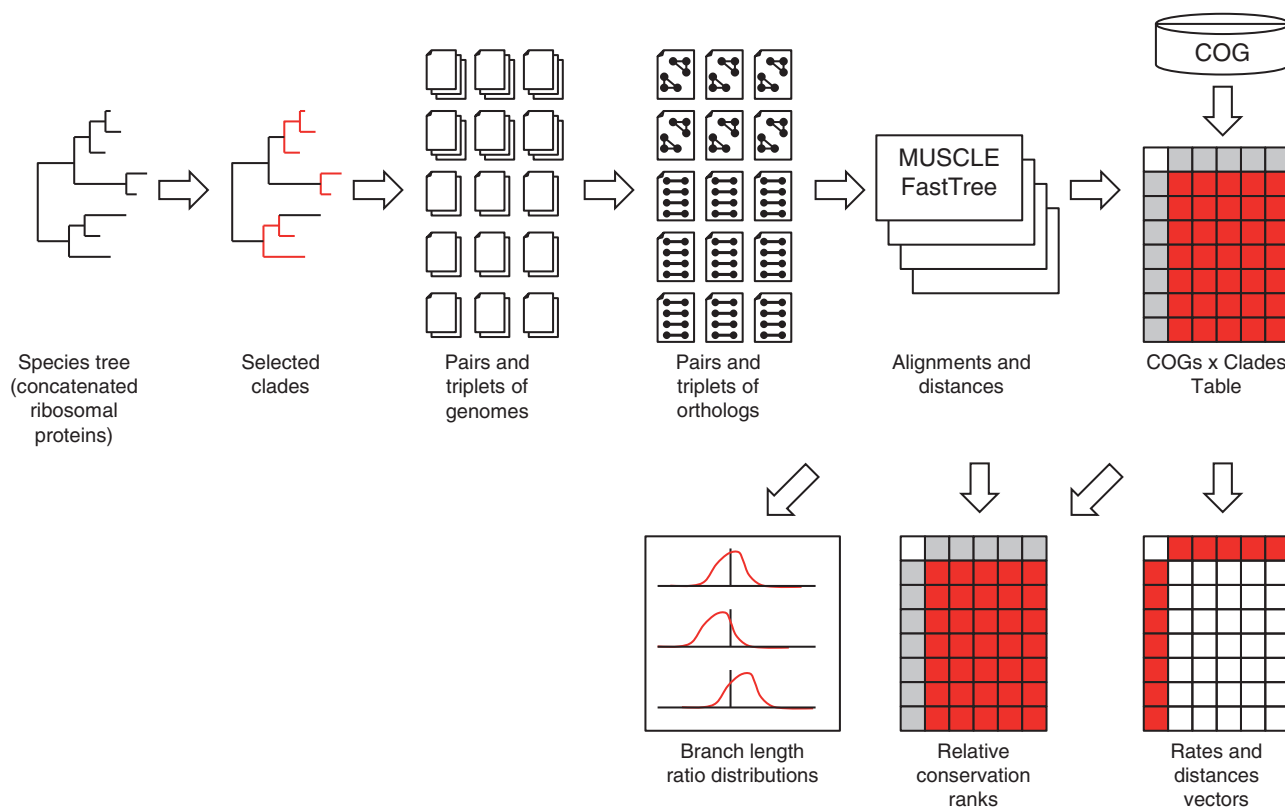 COG
MUSCLE
FastTree
Species tree
(concatenated
ribosomal
proteins)
Selected
clades
Pairs and
triplets of
genomes
Pairs and
triplets of
orthologs
Alignments and
distances
COGs x Clades
Table
Branch length
ratio distributions
Relative
conservation
ranks
Rates and
distances
vectors